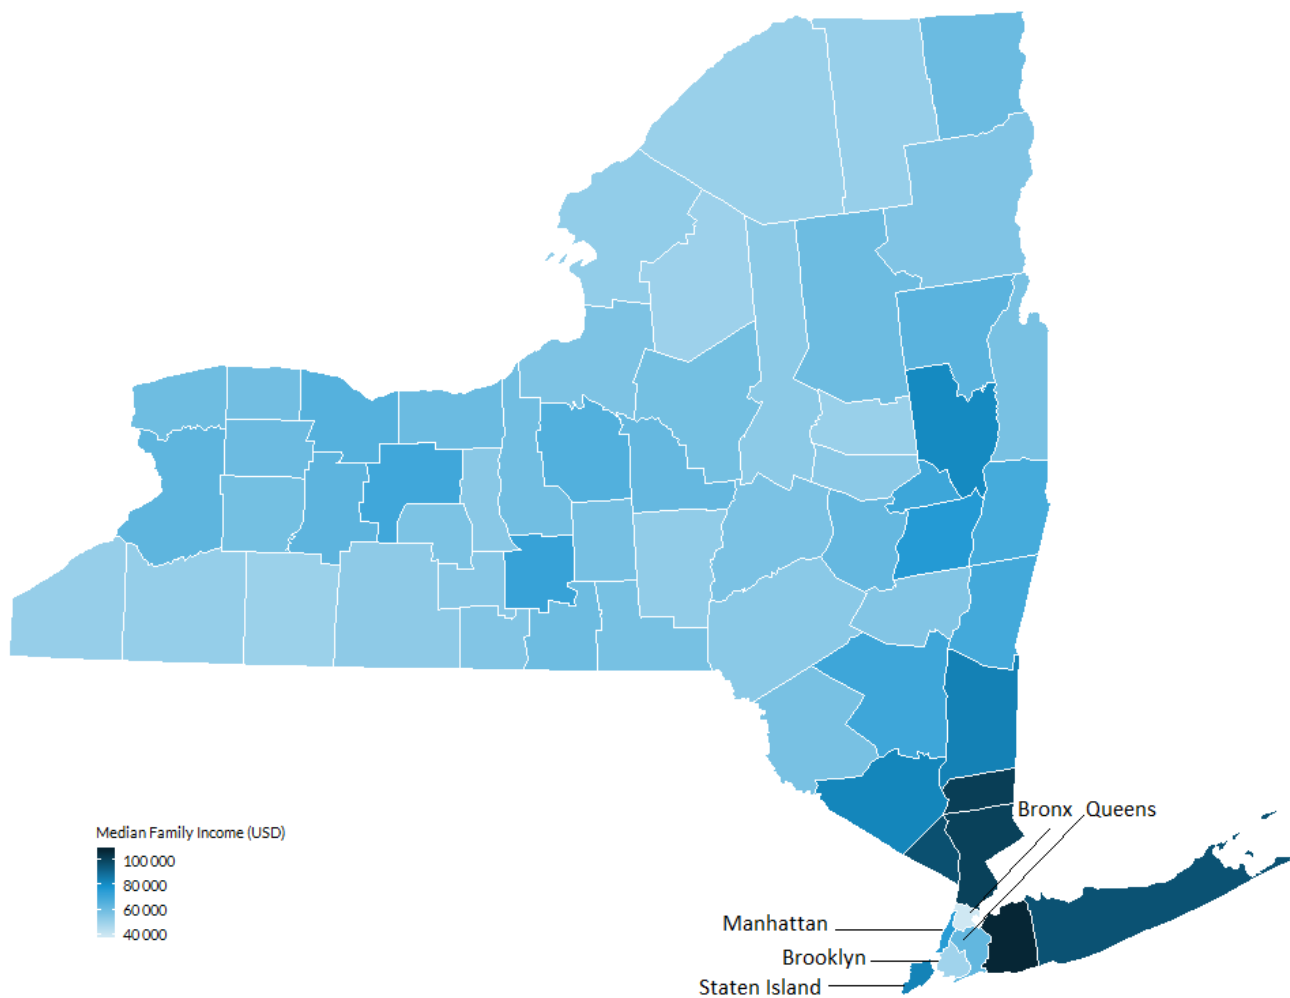 Bronx Queens
Median Family Income (USD)
100 000
80 000
60 000
40 000
Manhattan
Brooklyn
Staten Island